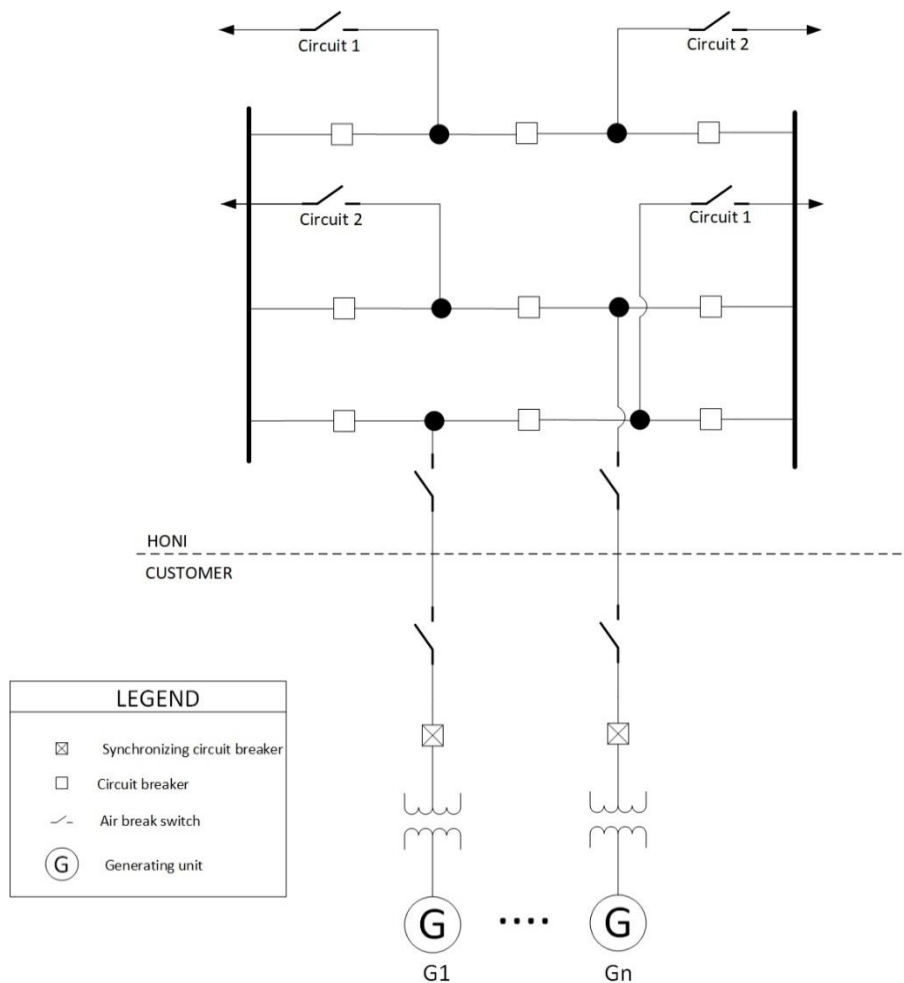 Circuit 1
Circuit 2
Circuit 2
Circuit 1
HONI
CUSTOMER
LEGEND
Synchronizing circuit breaker
Circuit breaker
Air break switch
G
Generating unit
G
G
G1
Gn